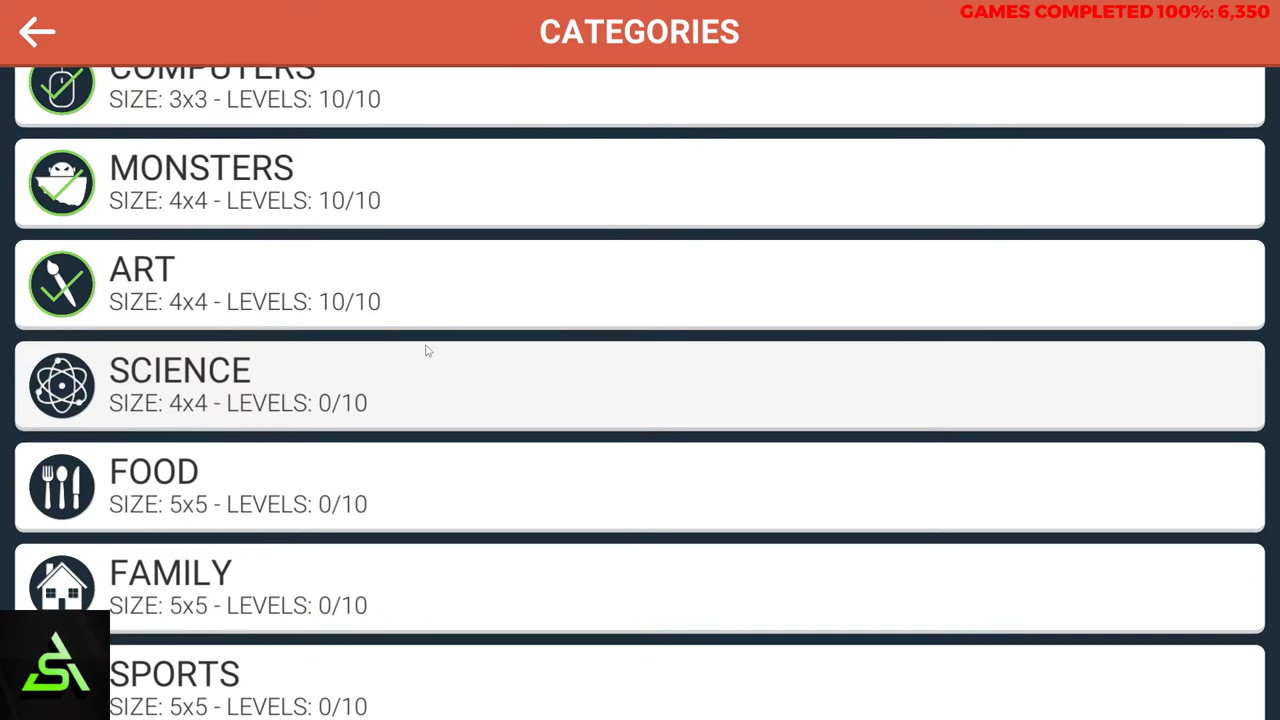 GAMES COMPLETED 100%: 6,350
CATEGORIES
COMPUTERS
SIZE: 3x3 - LEVELS: 10/10
MONSTERS
SIZE: 4x4 - LEVELS: 10/10
ART
SIZE: 4x4 - LEVELS: 10/10
SCIENCE
SIZE: 4x4 - LEVELS: 0/10
FOOD
SIZE: 5x5 - LEVELS: 0/10
FAMILY
SIZE: 5x5 - LEVELS: 0/10
SPORTS
SIZE: 5x5 - LEVELS: 0/10